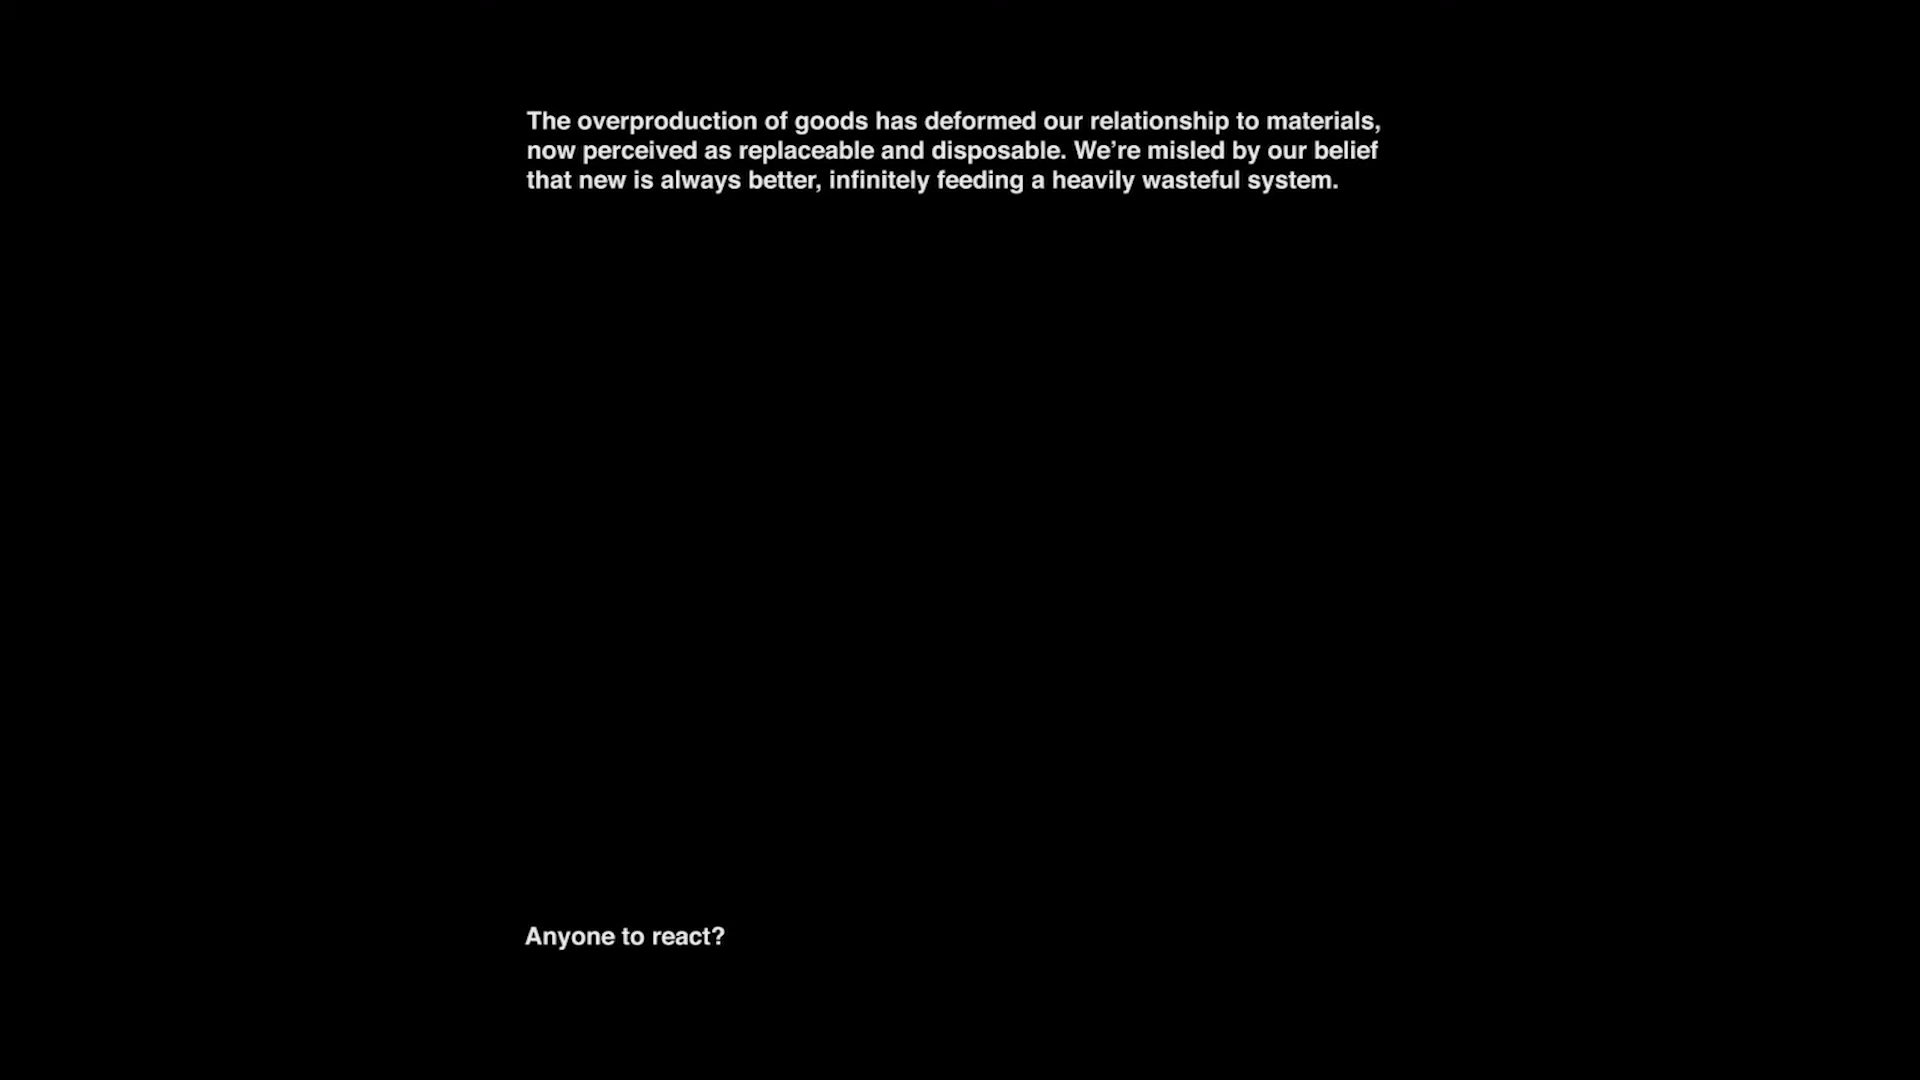 The overproduction of goods has deformed our relationship to materials,
now perceived as replaceable and disposable. We’re misled by our belief
that new is always better, infinitely feeding a heavily wasteful system.
Anyone to react?